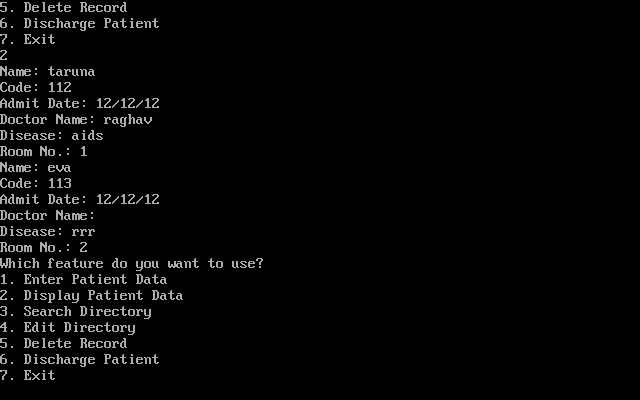 5. Delete Record
6. Discharge Patient
7. Exit
2
Name: taruna
Code: 112
Admit Date: 12/12/12
Doctor Name: raghav
Disease: aids
Room No.: 1
Name: eva
Code: 113
Admit Date: 12/12/12
Doctor Name:
Disease: rrr
Room No.: 2
Which feature do you want to use?
1. Enter Patient Data
2. Display Patient Data
3. Search Directory
4. Edit Directory
5. Delete Record
6. Discharge Patient
7. Exit